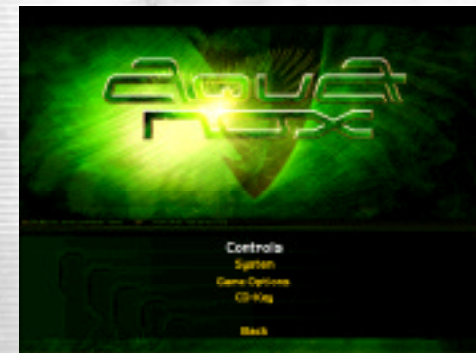 AquA
nox
Controls
System
Game Options
CD-Key
Back